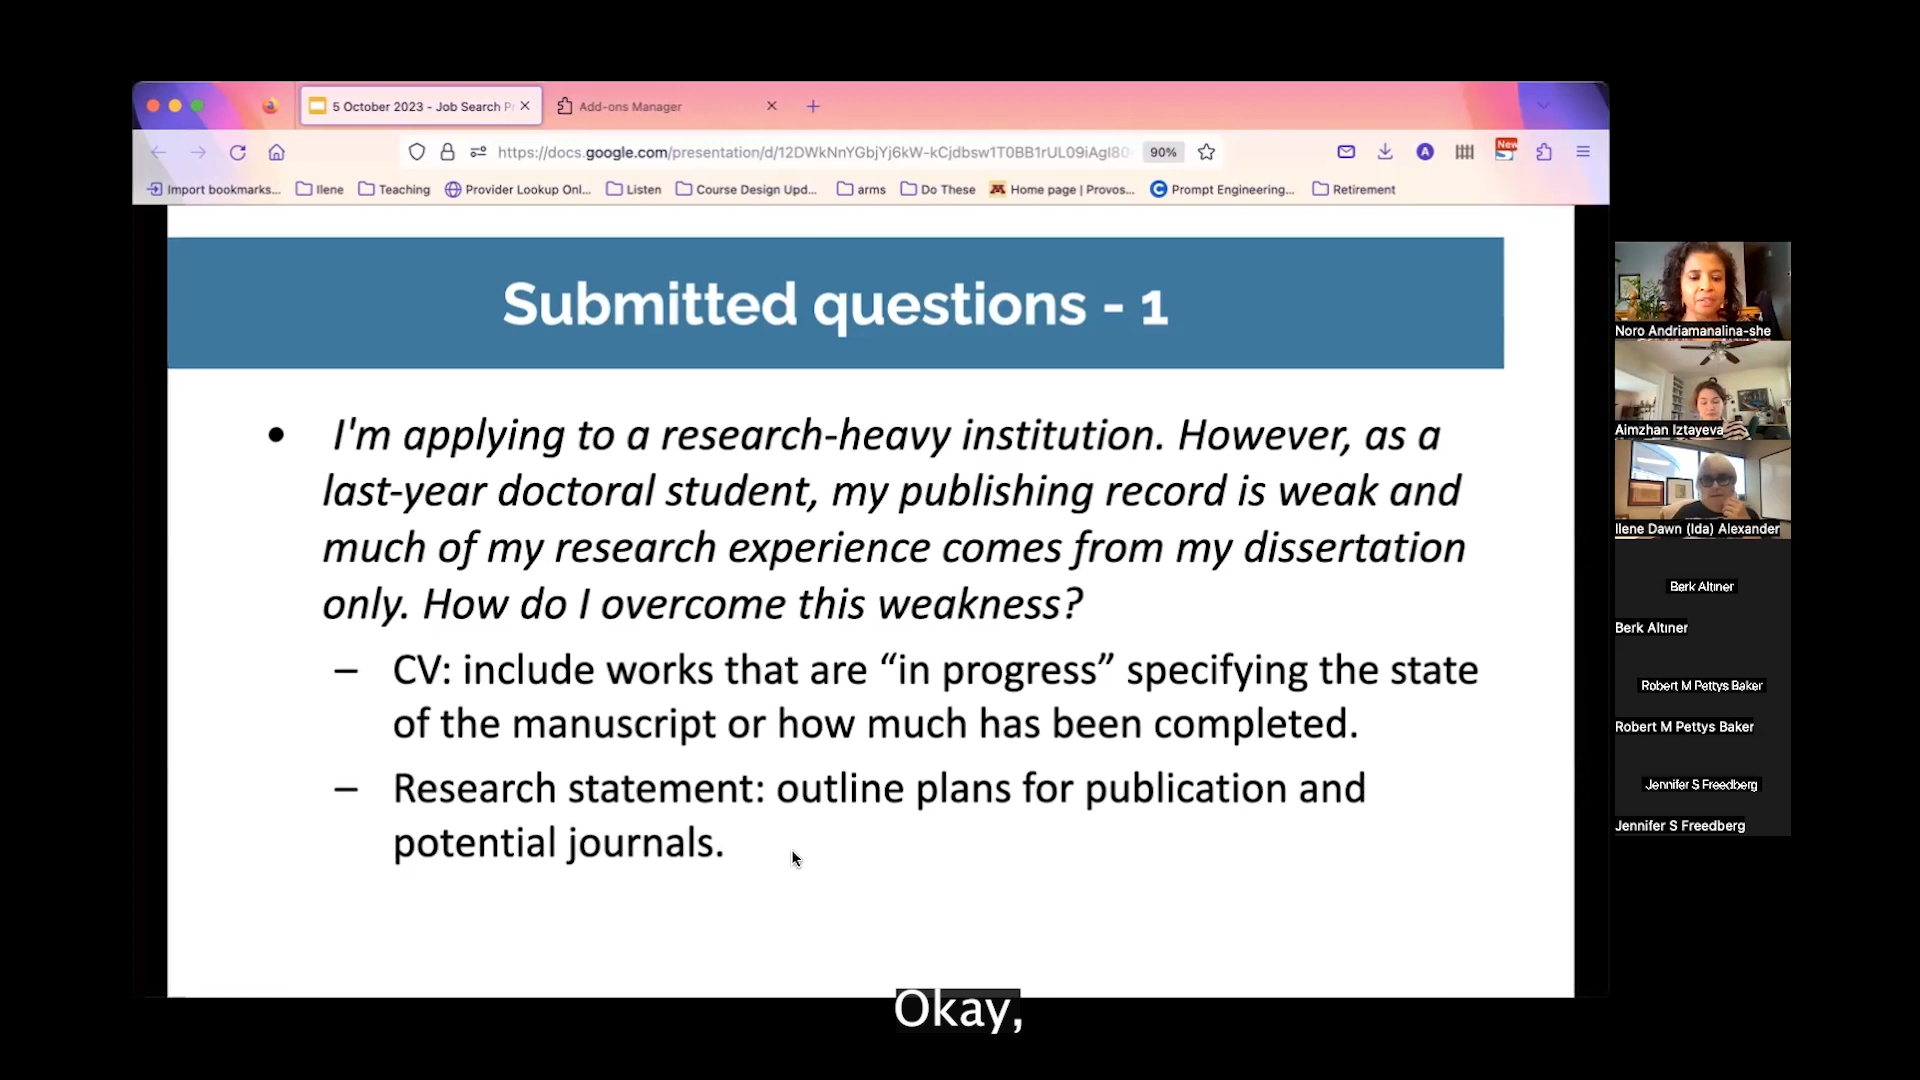 5 October 2023 - Job Search P
Add-ons Manager
https://docs.google.com/presentation/d/12DWkNnYGbjYj6kW-kCjdbsw1T0BB1rUL09iAgI80
90%
New
A
Import bookmarks...
Ilene
Teaching
Provider Lookup Onl...
Listen
Course Design Upd...
arms
Do These
Home page | Provos...
Prompt Engineering...
Retirement
Submitted questions - 1
• I'm applying to a research-heavy institution. However, as a
last-year doctoral student, my publishing record is weak and
much of my research experience comes from my dissertation
only. How do I overcome this weakness?
– CV: include works that are “in progress” specifying the state
of the manuscript or how much has been completed.
– Research statement: outline plans for publication and
potential journals.
Noro Andriamanalina-she
Aimzhan Iztayeva
Ilene Dawn (Ida) Alexander
Berk Altıner
Berk Altıner
Robert M Pettys Baker
Robert M Pettys Baker
Jennifer S Freedberg
Jennifer S Freedberg
Okay,